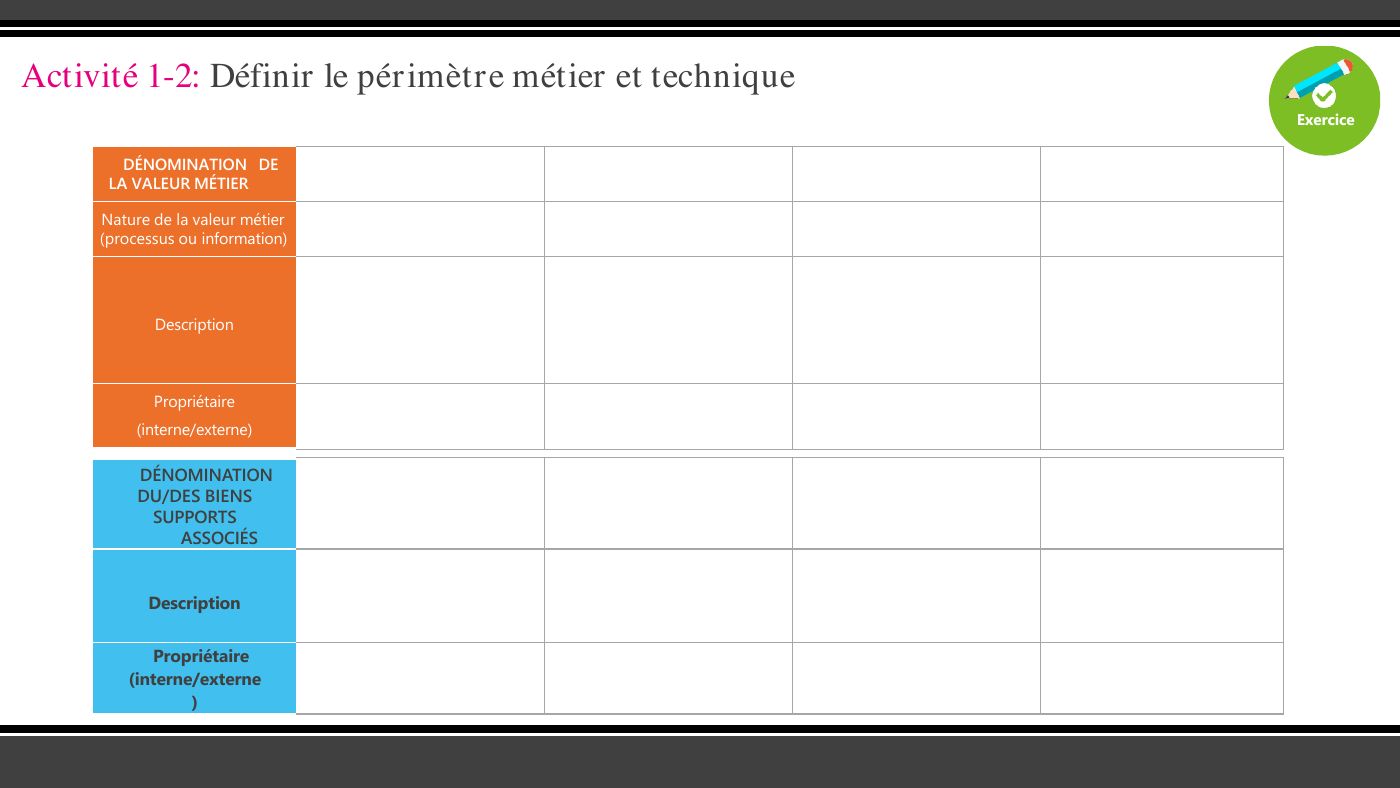 Activité 1-2: Définir le périmètre métier et technique
Exercice
DÉNOMINATION DE
LA VALEUR MÉTIER
Nature de la valeur métier
(processus ou information)
Description
Propriétaire
(interne/externe)
DÉNOMINATION
DU/DES BIENS
SUPPORTS
ASSOCIÉS
Description
Propriétaire
(interne/externe
)